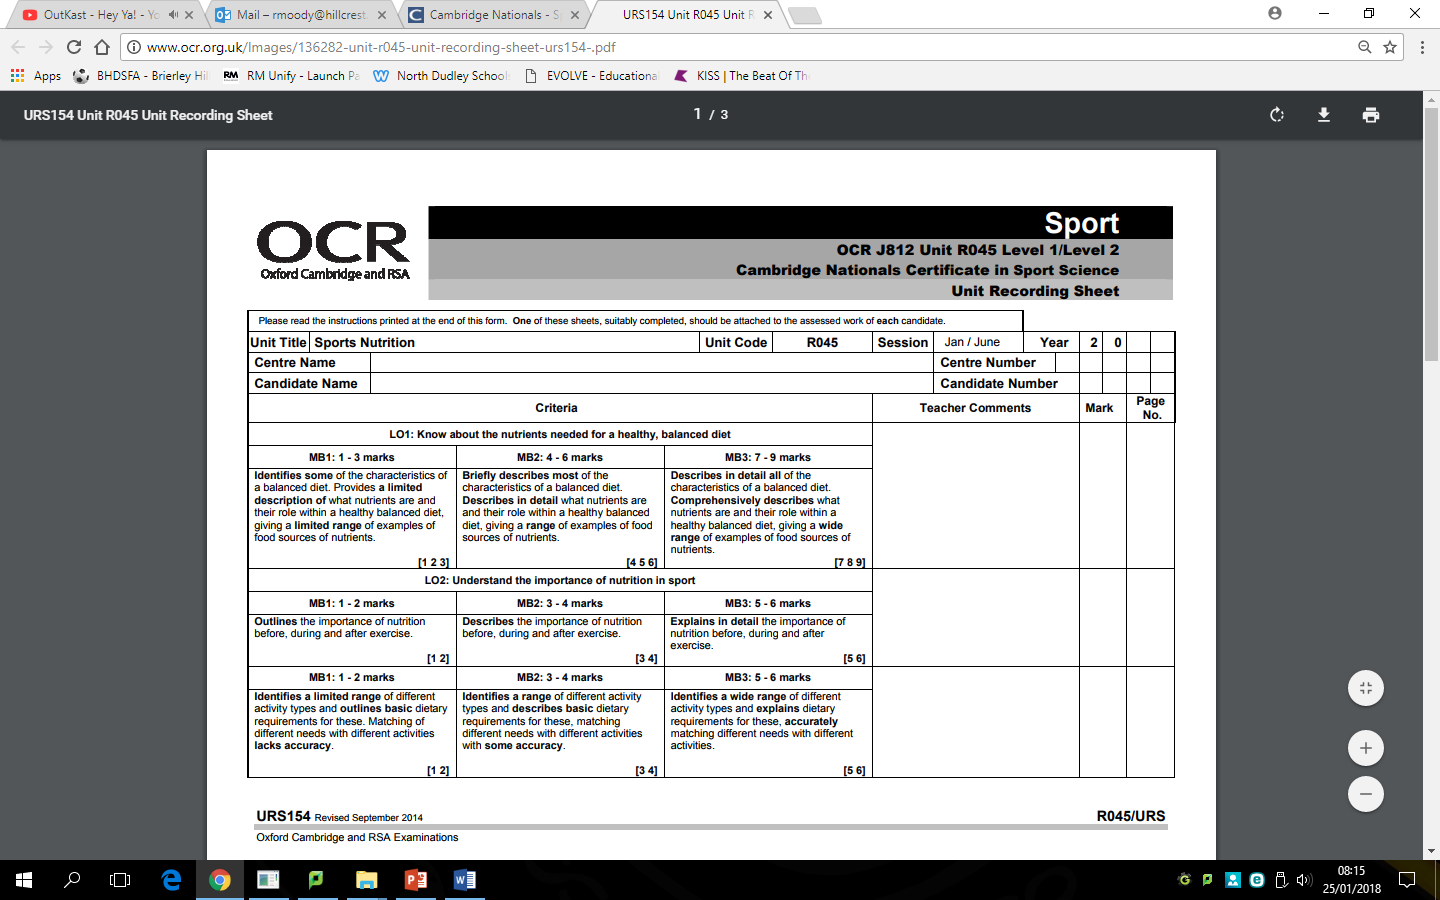 OutKast - Hey Ya! - Yo
Mail – rmoody@hillcrest
Cambridge Nationals - S
URS154 Unit R045 Unit R
www.ocr.org.uk/Images/136282-unit-r045-unit-recording-sheet-urs154-.pdf
Apps
BHDSFA - Brierley Hil
RM
RM Unify - Launch Pa
North Dudley School
EVOLVE - Educational
KISS | The Beat Of Th
URS154 Unit R045 Unit Recording Sheet
1 / 3
OCR
Oxford Cambridge and RSA
Sport
OCR J812 Unit R045 Level 1/Level 2
Cambridge Nationals Certificate in Sport Science
Unit Recording Sheet
Please read the instructions printed at the end of this form. One of these sheets, suitably completed, should be attached to the assessed work of each candidate.
Unit Title Sports Nutrition Unit Code R045 Session Jan / June Year 2 0
Centre Name Centre Number
Candidate Name Candidate Number
Criteria Teacher Comments Mark Page No.
LO1: Know about the nutrients needed for a healthy, balanced diet
MB1: 1 - 3 marks
Identifies some of the characteristics of
a balanced diet. Provides a limited
description of what nutrients are and
their role within a healthy balanced diet,
giving a limited range of examples of
food sources of nutrients.
[1 2 3]
MB2: 4 - 6 marks
Briefly describes most of the
characteristics of a balanced diet.
Describes in detail what nutrients are
and their role within a healthy balanced
diet, giving a range of examples of food
sources of nutrients.
[4 5 6]
MB3: 7 - 9 marks
Describes in detail all of the
characteristics of a balanced diet.
Comprehensively describes what
nutrients are and their role within a
healthy balanced diet, giving a wide
range of examples of food sources of
nutrients.
[7 8 9]
LO2: Understand the importance of nutrition in sport
MB1: 1 - 2 marks
Outlines the importance of nutrition
before, during and after exercise.
[1 2]
MB2: 3 - 4 marks
Describes the importance of nutrition
before, during and after exercise.
[3 4]
MB3: 5 - 6 marks
Explains in detail the importance of
nutrition before, during and after
exercise.
[5 6]
MB1: 1 - 2 marks
Identifies a limited range of different
activity types and outlines basic dietary
requirements for these. Matching of
different needs with different activities
lacks accuracy.
[1 2]
MB2: 3 - 4 marks
Identifies a range of different activity
types and describes basic dietary
requirements for these, matching
different needs with different activities
with some accuracy.
[3 4]
MB3: 5 - 6 marks
Identifies a wide range of different
activity types and explains dietary
requirements for these, accurately
matching different needs with different
activities.
[5 6]
URS154 Revised September 2014
R045/URS
Oxford Cambridge and RSA Examinations
08:15
25/01/2018